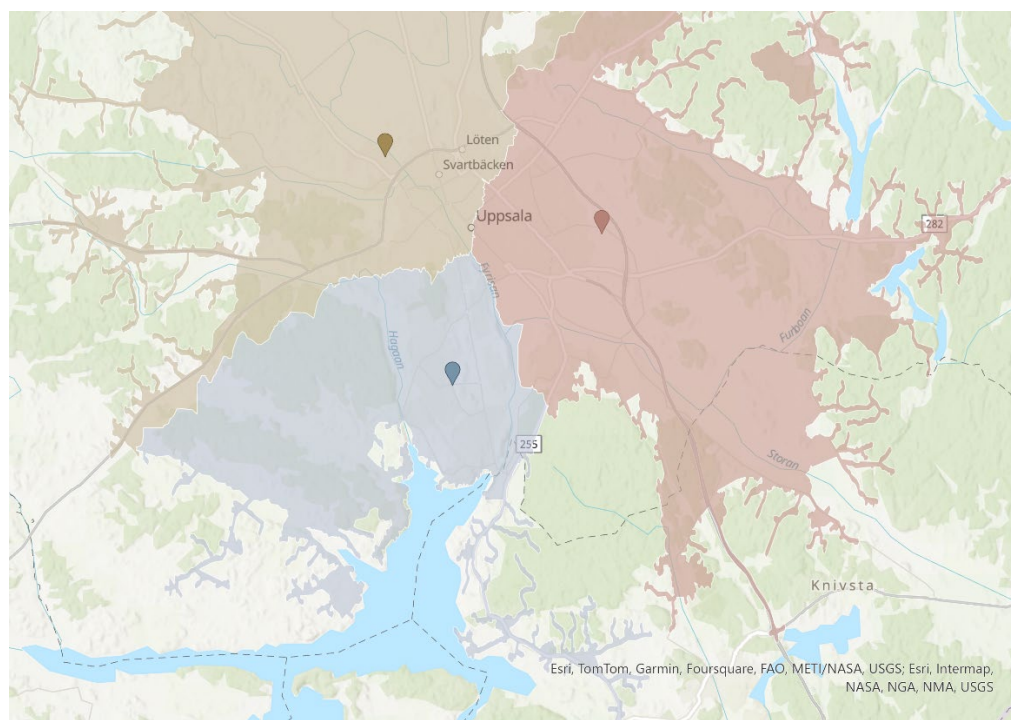 Löten
Svartbäcken
Uppsala
282
Fyrisån
Hågaån
Funboån
255
Storån
Knivsta
Esri, TomTom, Garmin, Foursquare, FAO, METI/NASA, USGS; Esri, Intermap,
NASA, NGA, NMA, USGS